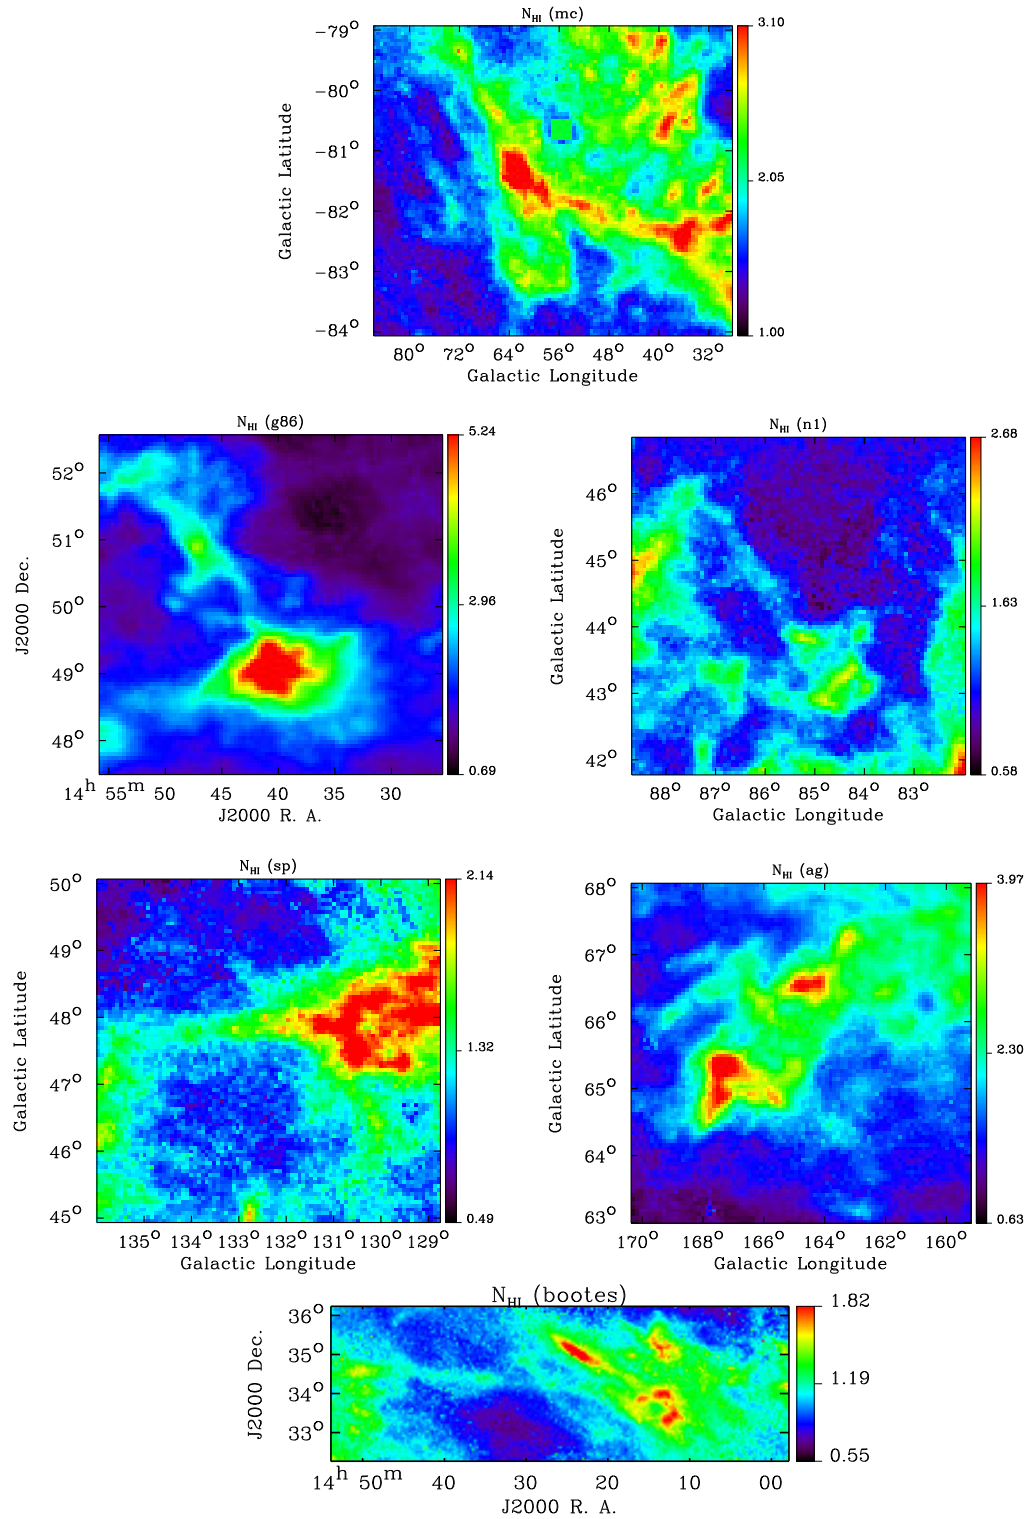 N_HI (mc)
-79° -80° -81° -82° -83° -84°
Galactic Latitude
80° 72° 64° 56° 48° 40° 32°
Galactic Longitude
3.10
2.05
1.00
N_HI (g86)
52° 51° 50° 49° 48°
J2000 Dec.
14h 55m 50 45 40 35 30
J2000 R. A.
5.24
2.96
0.69
N_HI (n1)
46° 45° 44° 43° 42°
Galactic Latitude
88° 87° 86° 85° 84° 83°
Galactic Longitude
2.68
1.63
0.58
N_HI (sp)
50° 49° 48° 47° 46° 45°
Galactic Latitude
135° 134° 133° 132° 131° 130° 129°
Galactic Longitude
2.14
1.32
0.49
N_HI (ag)
68° 67° 66° 65° 64° 63°
Galactic Latitude
170° 168° 166° 164° 162° 160°
Galactic Longitude
3.97
2.30
0.63
N_HI (bootes)
36° 35° 34° 33°
J2000 Dec.
14h 50m 40 30 20 10 00
J2000 R. A.
1.82
1.19
0.55